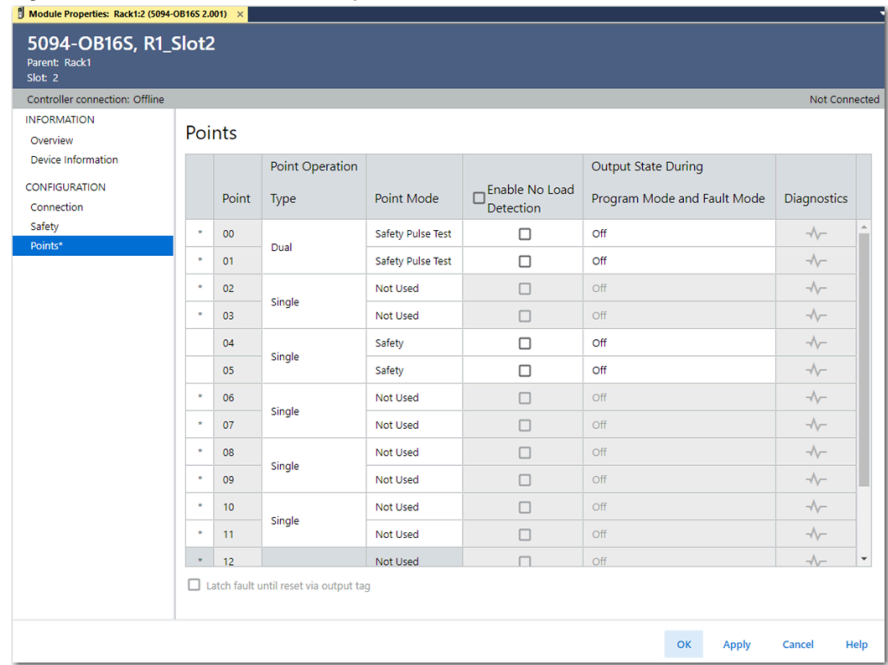 Module Properties: Rack1:2 (5094-OB16S 2.001) ×
5094-OB16S, R1_Slot2
Parent: Rack1
Slot: 2
Controller connection: Offline
Not Connected
INFORMATION
Overview
Device Information
CONFIGURATION
Connection
Safety
Points*
Points
Point Operation
Output State During
Point
Type
Point Mode
Enable No Load
Detection
Program Mode and Fault Mode
Diagnostics
* 00 Dual Safety Pulse Test Off
* 01 Safety Pulse Test Off
* 02 Single Not Used Off
* 03 Not Used Off
04 Single Safety Off
05 Safety Off
* 06 Single Not Used Off
* 07 Not Used Off
* 08 Single Not Used Off
* 09 Not Used Off
* 10 Single Not Used Off
* 11 Not Used Off
* 12 Not Used Off
Latch fault until reset via output tag
OK Apply Cancel Help